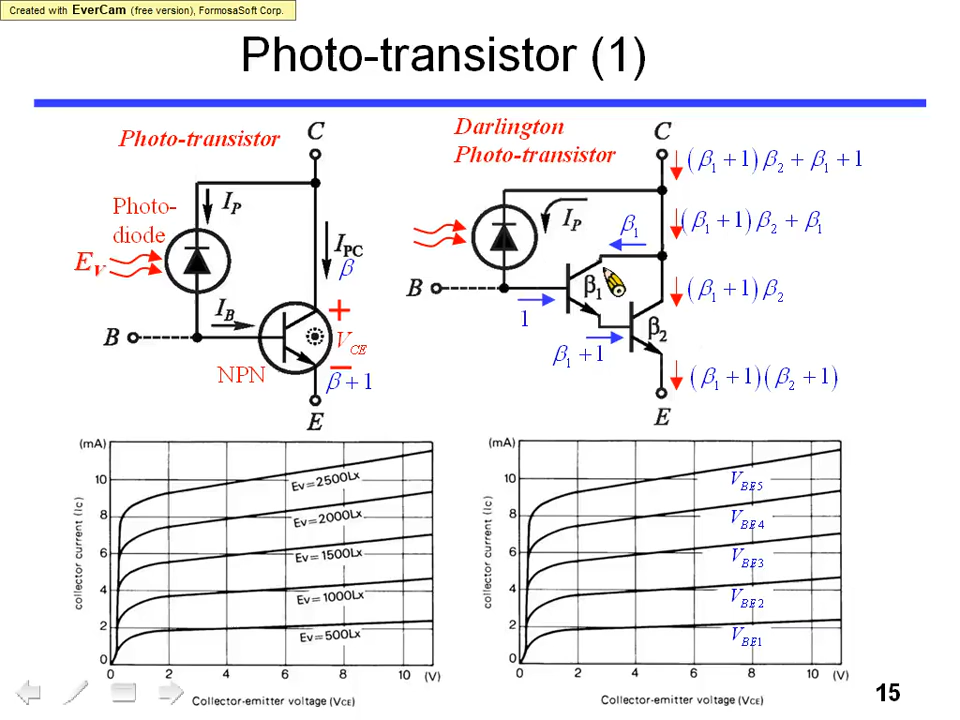 Created with EverCam (free version), FormosaSoft Corp.
Photo-transistor (1)
Photo-transistor
C
Photo-
diode
I_P
E_V
I_PC
β
I_B
B
+
V_CE
−
NPN
β+1
E
Darlington
Photo-transistor
C
(β₁+1)β₂+β₁+1
I_P
β₁
(β₁+1)β₂+β₁
B
β₁
(β₁+1)β₂
1
β₂
β₁+1
(β₁+1)(β₂+1)
E
(mA)
collector current (Ic)
10
8
6
4
2
0
Ev=2500Lx
Ev=2000Lx
Ev=1500Lx
Ev=1000Lx
Ev=500Lx
0 2 4 6 8 10 (V)
Collector-emitter voltage (VCE)
(mA)
collector current (Ic)
10
8
6
4
2
0
V_BE5
V_BE4
V_BE3
V_BE2
V_BE1
0 2 4 6 8 10 (V)
Collector-emitter voltage (VCE)
15